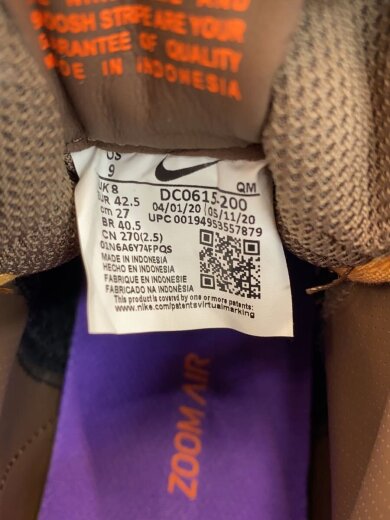 AND
OOSH STRIPE ARE YOUR
GUARANTEE OF QUALITY
MADE IN INDONESIA
US
9
UK 8
EUR 42.5
cm 27
BR 40.5
CN 270(2.5)
01N6A6Y74FPQS
QM
DC0615-200
04/01/20 05/11/20
UPC 00194953557879
MADE IN INDONESIA
HECHO EN INDONESIA
FABRIQUE EN INDONESIE
FABRICADO NA INDONÉSIA
This product is covered by one or more patents:
www.nike.com/patentsvirtualmarking
ZOOM AIR